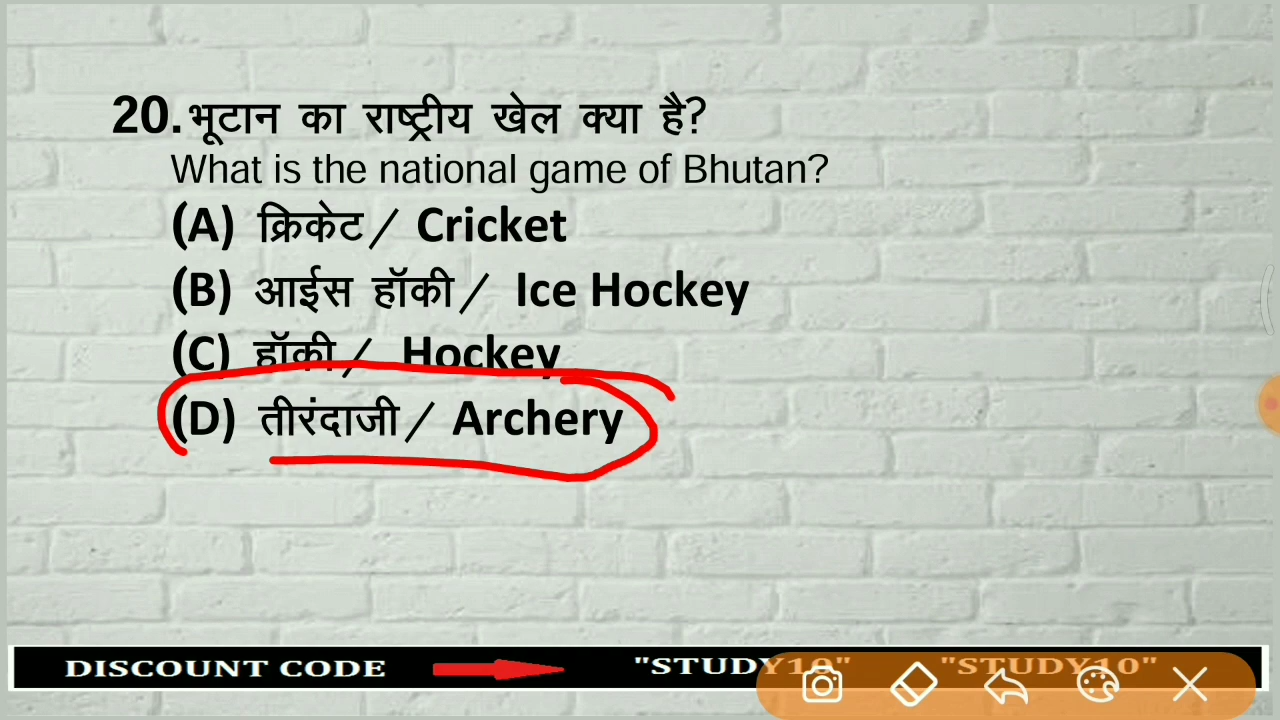 20. भूटान का राष्ट्रीय खेल क्या है?
What is the national game of Bhutan?
(A) क्रिकेट / Cricket
(B) आईस हॉकी / Ice Hockey
(C) हॉकी / Hockey
(D) तीरंदाजी / Archery
DISCOUNT CODE "STUDY10" "STUDY10"